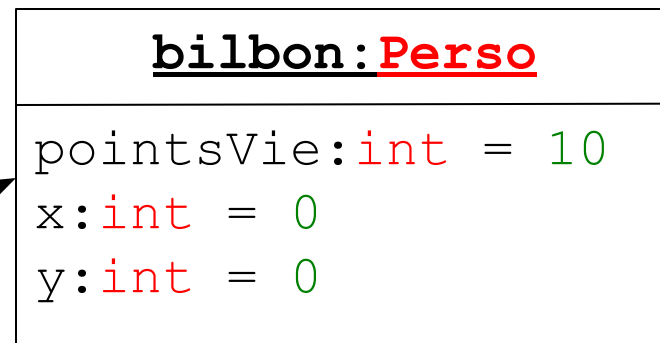 bilbon:Perso
pointsVie:int = 10
x:int = 0
y:int = 0